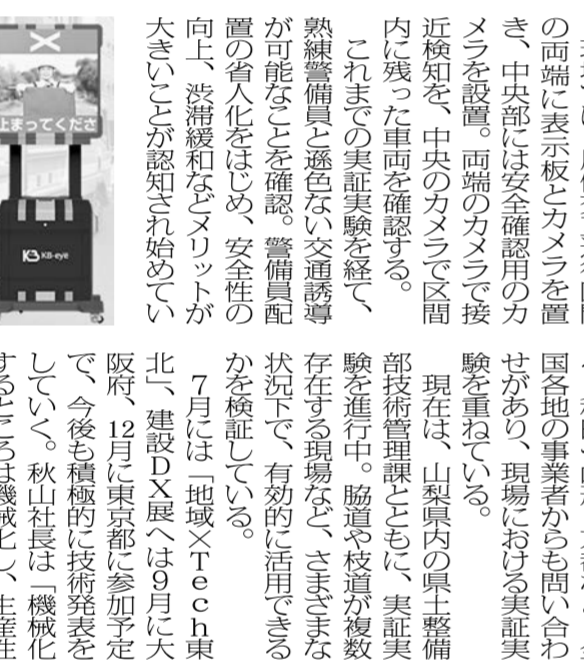 の両端に表示板とカメラを置
き、中央部には安全確認用のカ
メラを設置。両端のカメラで接
近検知を、中央のカメラで区間
内に残った車両を確認する。
これまでの実証実験を経て、
熟練警備員と遜色ない交通誘導
が可能なことを確認。警備員配
置の省人化をはじめ、安全性の
向上、渋滞緩和などメリットが
大きいことが認知され始めてい
止まってくださ
KB-eye
国各地の事業者からも問い合わ
せがあり、現場における実証実
験を重ねている。
現在は、山梨県内の県土整備
部技術管理課とともに、実証実
験を進行中。脇道や枝道が複数
存在する現場など、さまざまな
状況下で、有効的に活用できる
かを検証している。
7月には「地域×Tech東
北」、建設DX展へは9月に大
阪府、12月に東京都に参加予定
で、今後も積極的に技術発表を
していく。秋山社長は「機械化
するところは機械化し、生産性